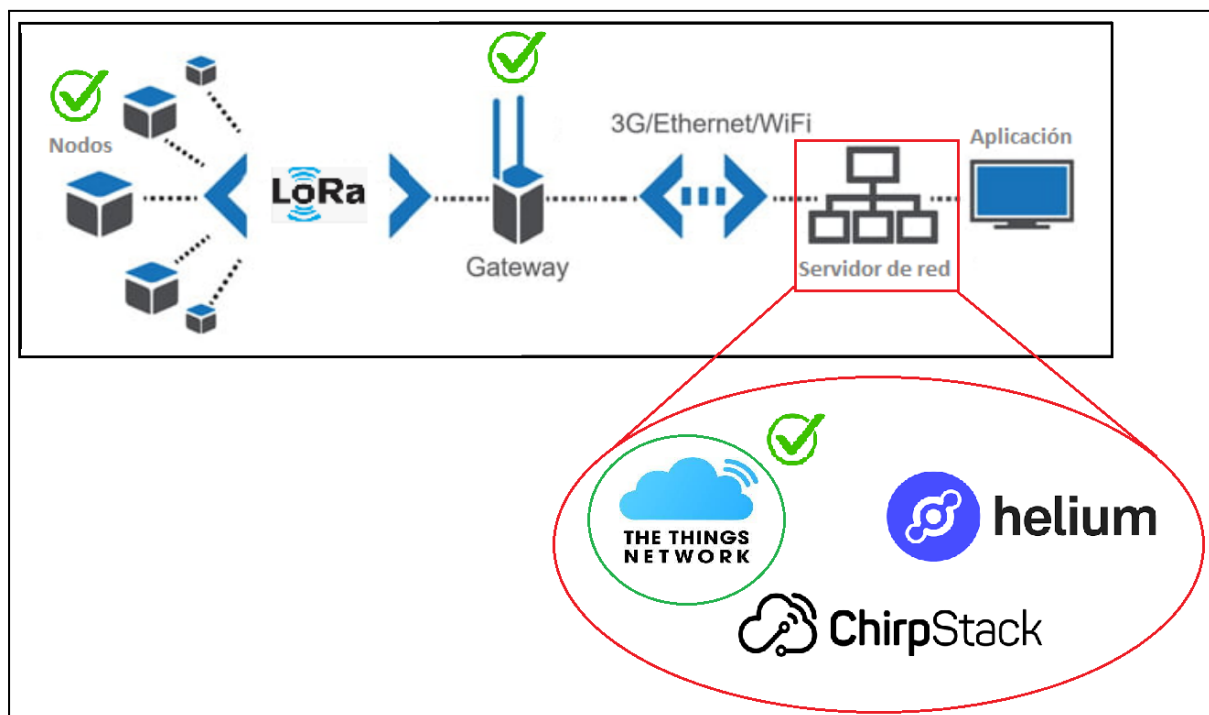 Nodos
LoRa
Gateway
3G/Ethernet/WiFi
Servidor de red
Aplicación
THE THINGS
NETWORK
helium
ChirpStack